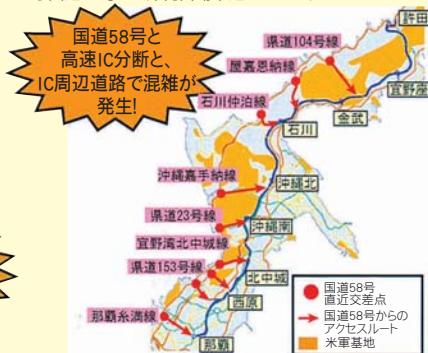 国道58号と
高速IC分断と、
IC周辺道路で混雑が
発生!
県道104号線
許田
屋嘉恩納線
宜野座
石川仲泊線
金武
石川
沖縄嘉手納線
沖縄北
県道23号線
沖縄南
宜野湾北中城線
北中城
県道153号線
西原
那覇糸満線
那覇
国道58号
直近交差点
国道58号からの
アクセスルート
米軍基地